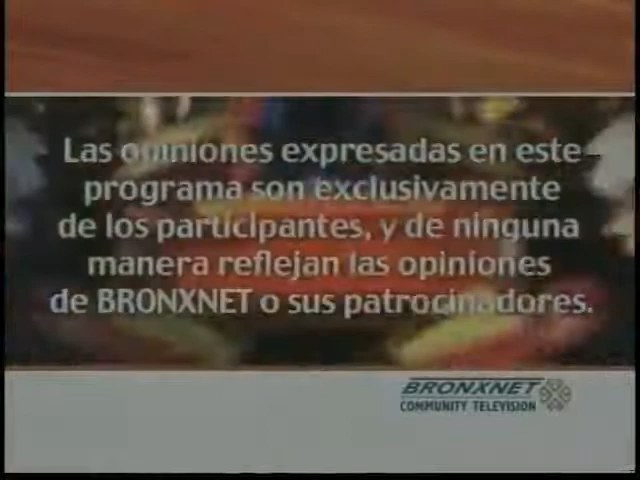 Las opiniones expresadas en este
programa son exclusivamente
de los participantes, y de ninguna
manera reflejan las opiniones
de BRONXNET o sus patrocinadores.
BRONXNET
COMMUNITY TELEVISION